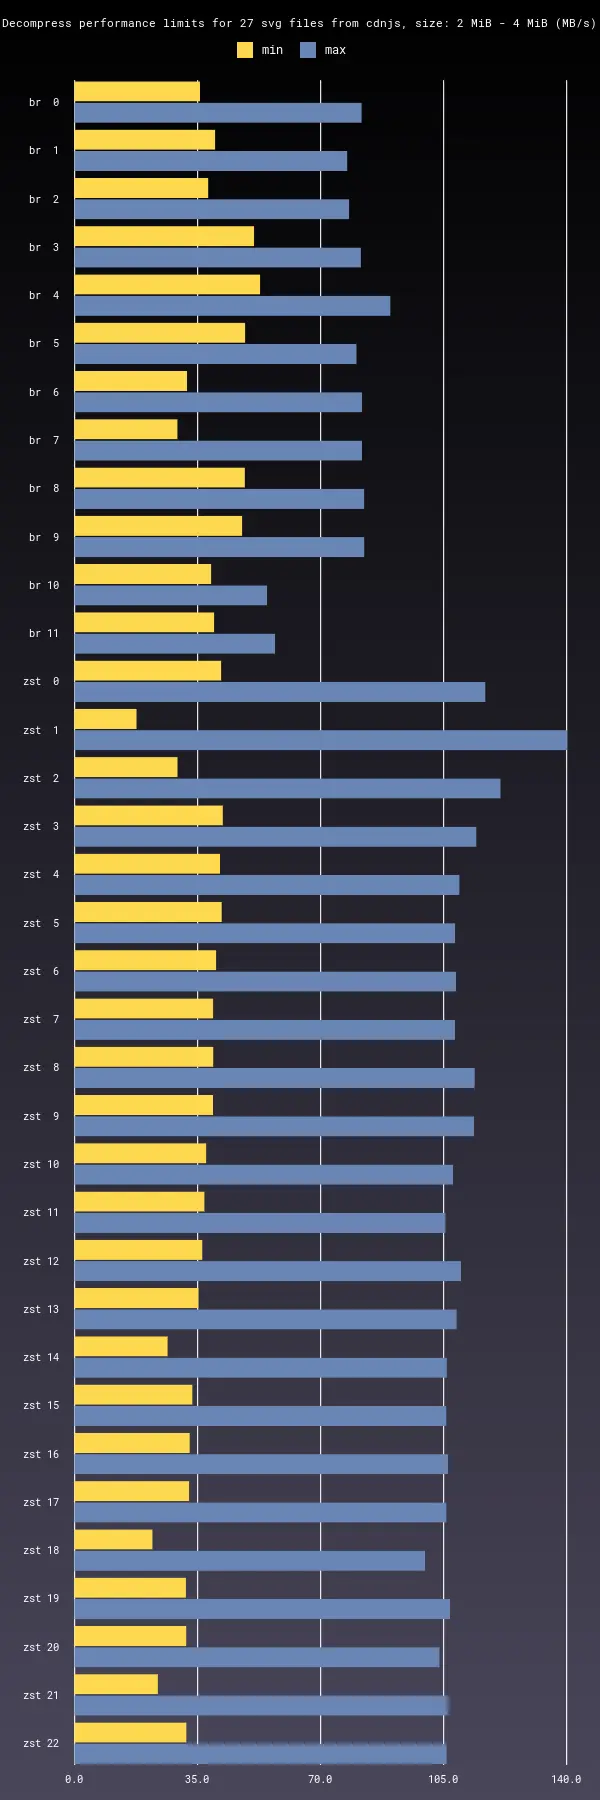 Decompress performance limits for 27 svg files from cdnjs, size: 2 MiB - 4 MiB (MB/s)
min max
br 0
br 1
br 2
br 3
br 4
br 5
br 6
br 7
br 8
br 9
br 10
br 11
zst 0
zst 1
zst 2
zst 3
zst 4
zst 5
zst 6
zst 7
zst 8
zst 9
zst 10
zst 11
zst 12
zst 13
zst 14
zst 15
zst 16
zst 17
zst 18
zst 19
zst 20
zst 21
zst 22
0.0 35.0 70.0 105.0 140.0